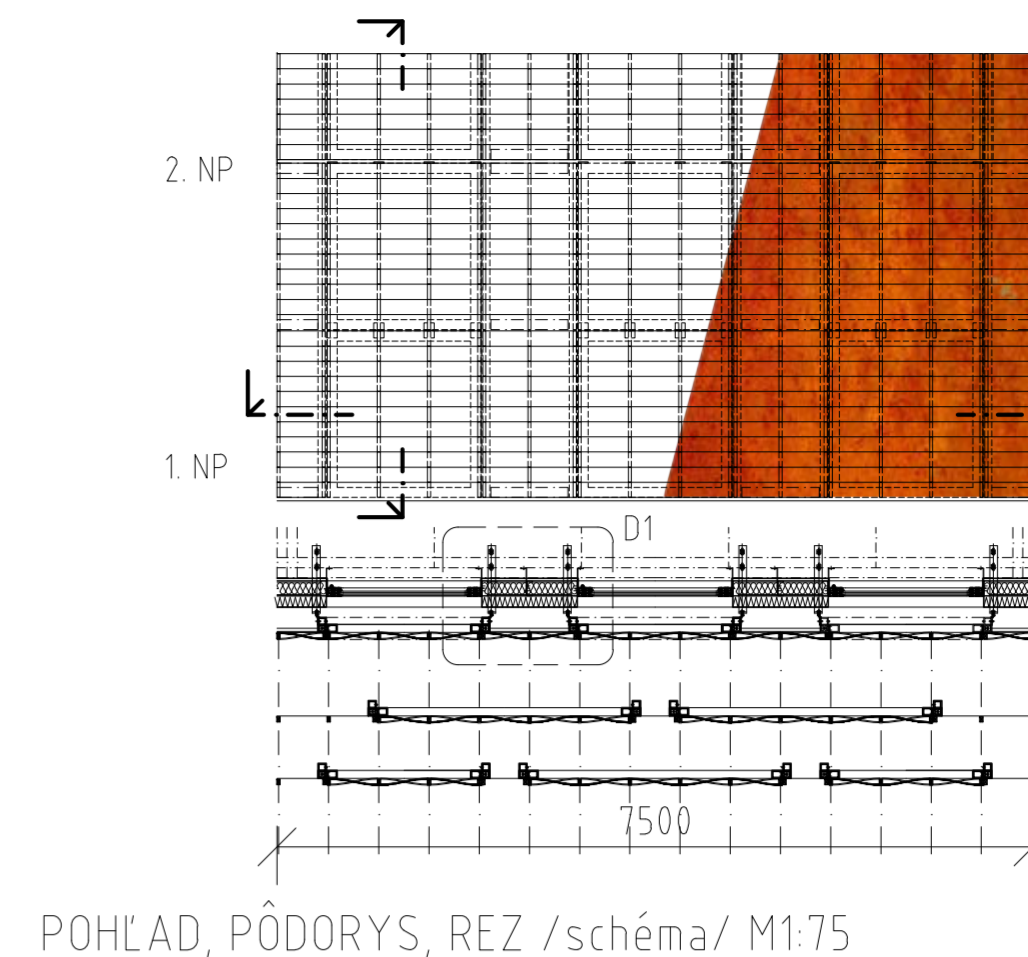 2. NP
1. NP
D1
7500
POHĽAD, PÔDORYS, REZ /schéma/ M1:75